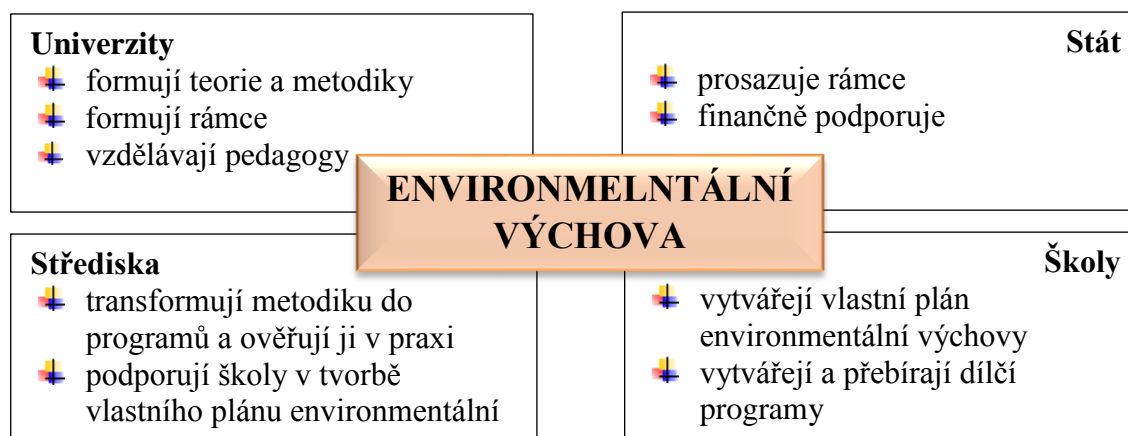 Univerzity
formují teorie a metodiky
formují rámce
vzdělávají pedagogy
Stát
prosazuje rámce
finančně podporuje
ENVIRONMELNTÁLNÍ
VÝCHOVA
Střediska
transformují metodiku do
programů a ověřují ji v praxi
podporují školy v tvorbě
vlastního plánu environmentální
Školy
vytvářejí vlastní plán
environmentální výchovy
vytvářejí a přebírají dílčí
programy